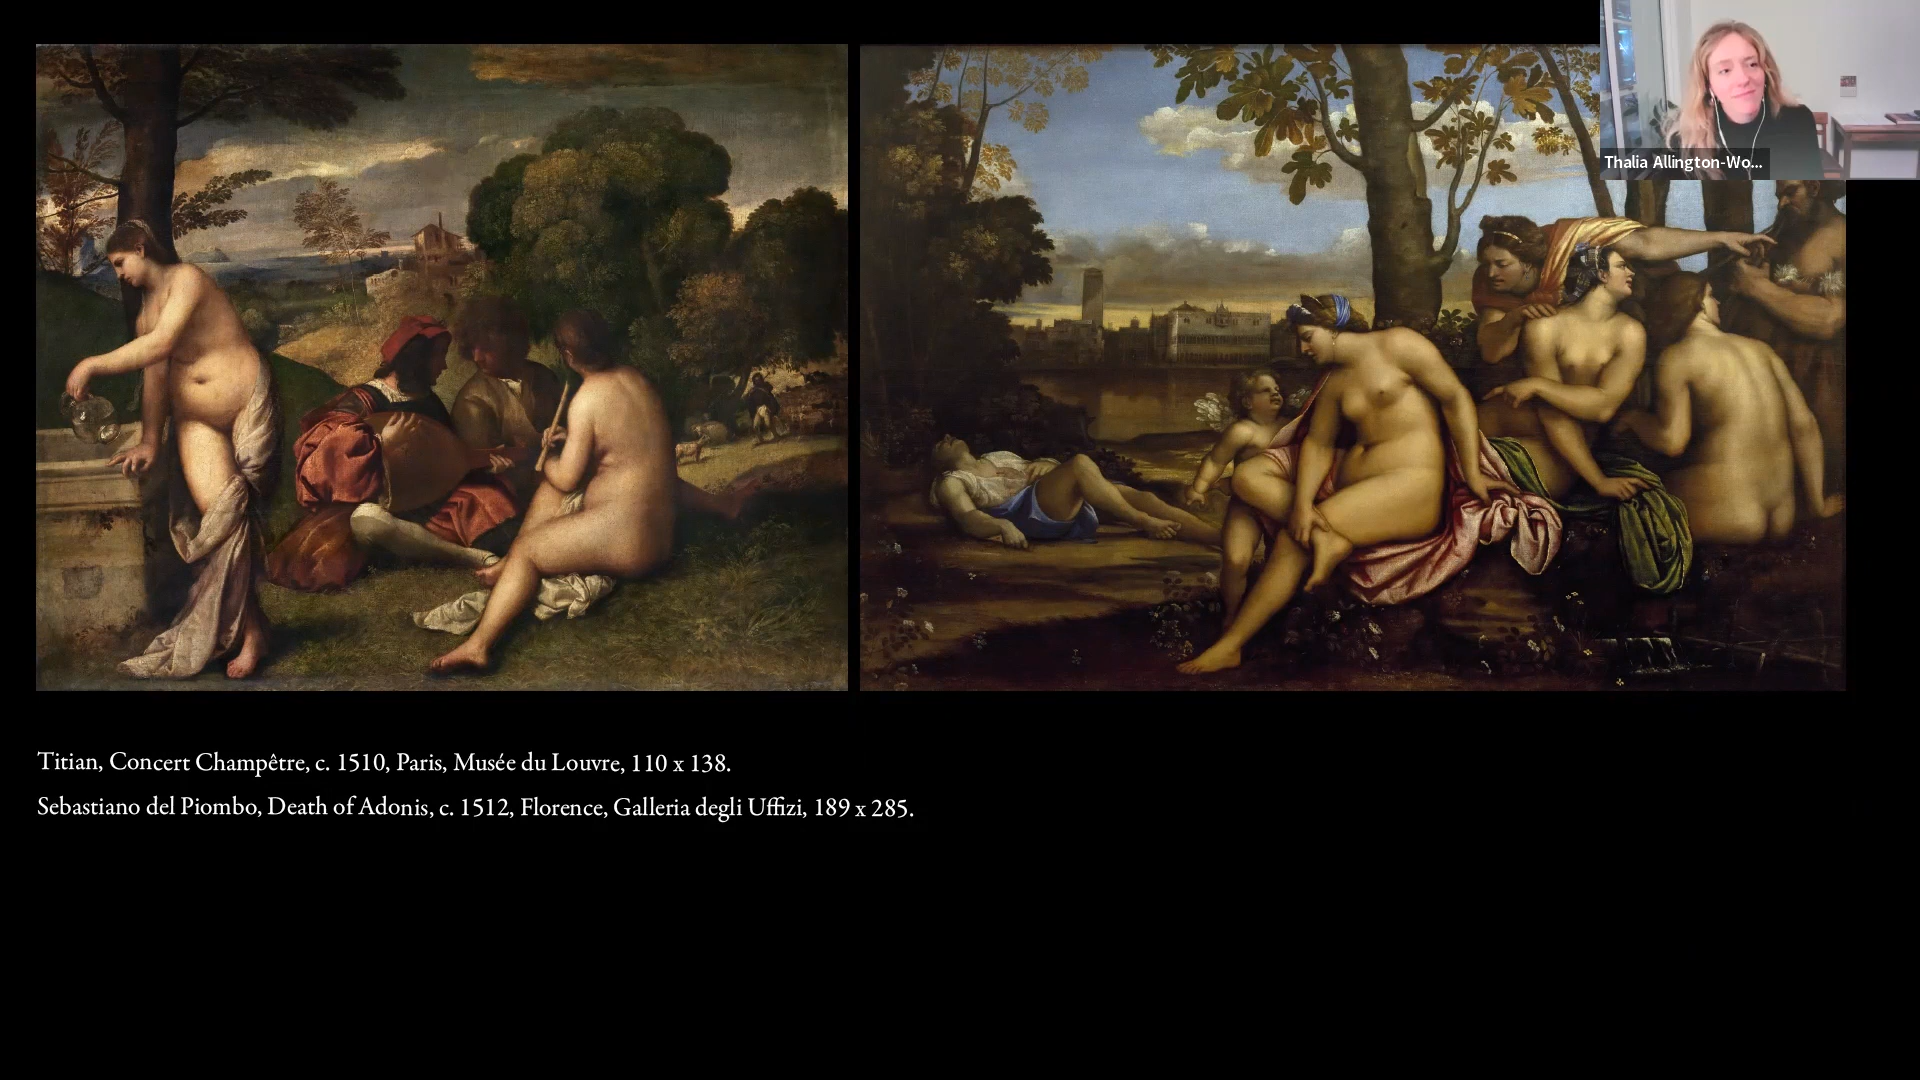 Thalia Allington-Wo...
Titian, Concert Champêtre, c. 1510, Paris, Musée du Louvre, 110 x 138.
Sebastiano del Piombo, Death of Adonis, c. 1512, Florence, Galleria degli Uffizi, 189 x 285.